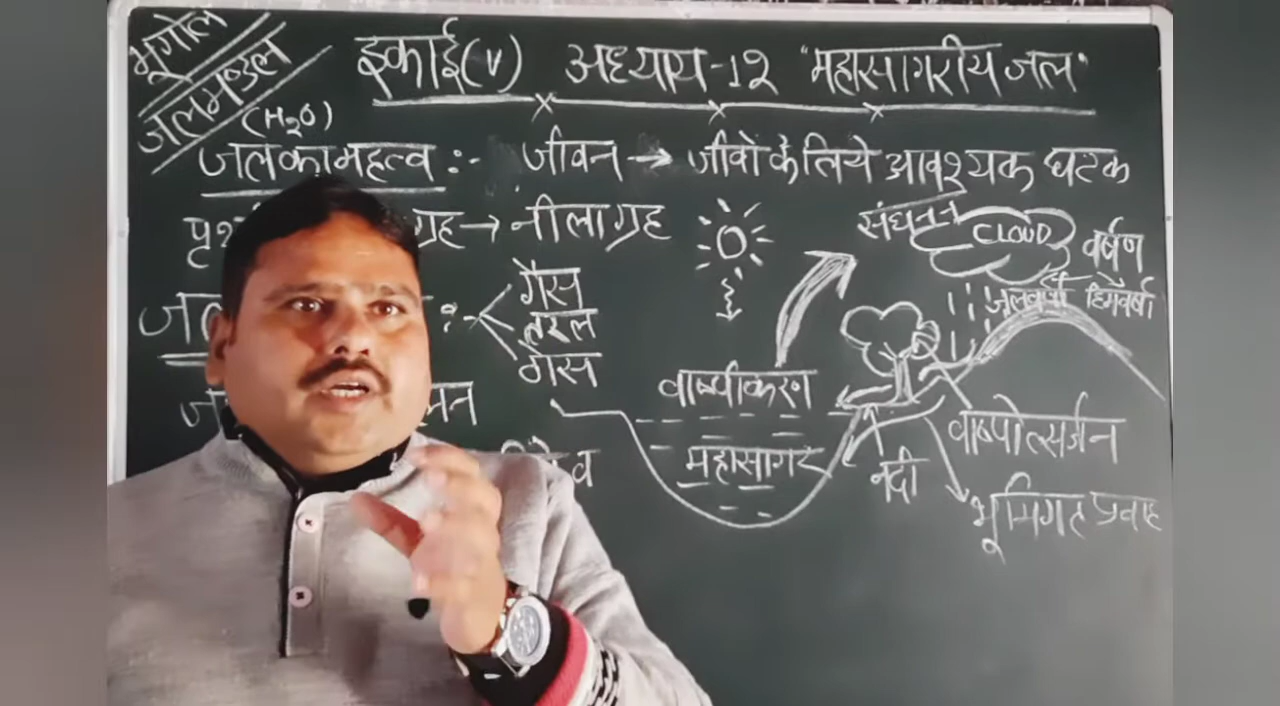 भूगोल
जलमण्डल
इकाई(V) अध्याय-12 "महासागरीय जल"
(H₂O)
जल का महत्व :- जीवन → जीवों के लिये आवश्यक घटक
ग्रह → नीला ग्रह
संघनन
CLOUD
वर्षण
जलवर्षा हिमवर्षा
गैस
तरल
गैस
वाष्पीकरण
महासागर
नदी
वाष्पोत्सर्जन
भूमिगत प्रवाह